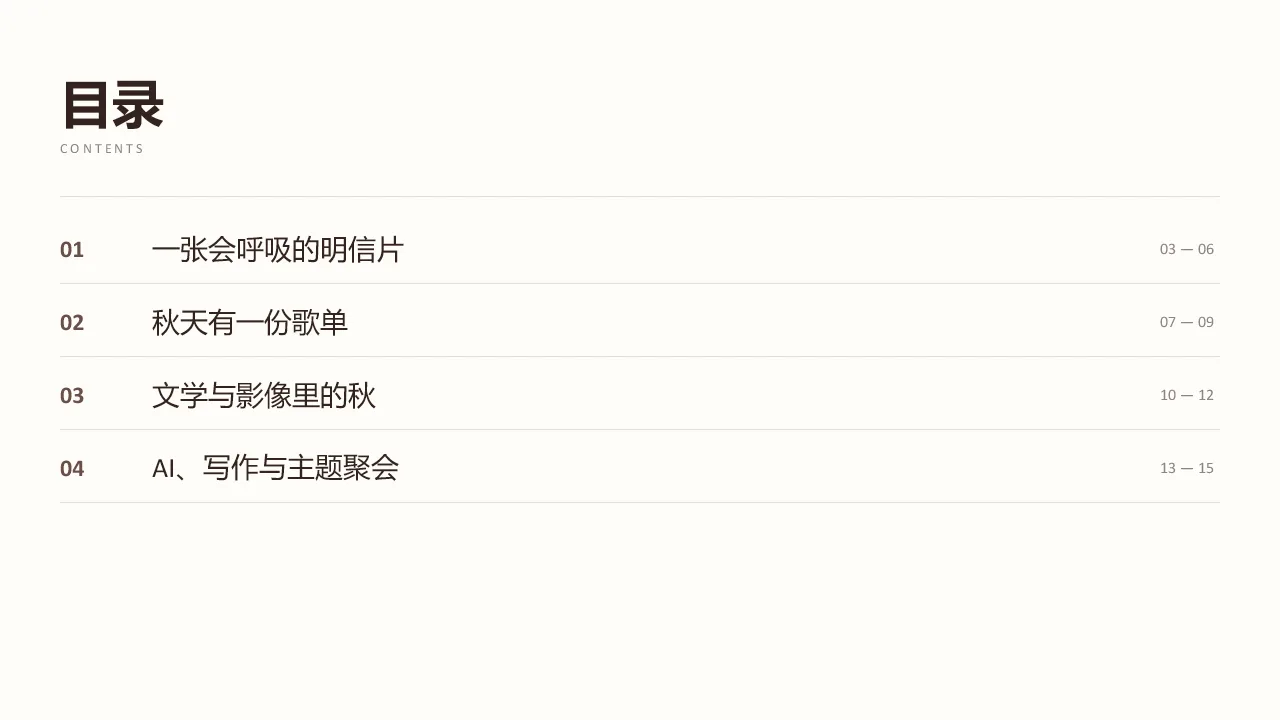 目录
CONTENTS
01 一张会呼吸的明信片 03 — 06
02 秋天有一份歌单 07 — 09
03 文学与影像里的秋 10 — 12
04 AI、写作与主题聚会 13 — 15